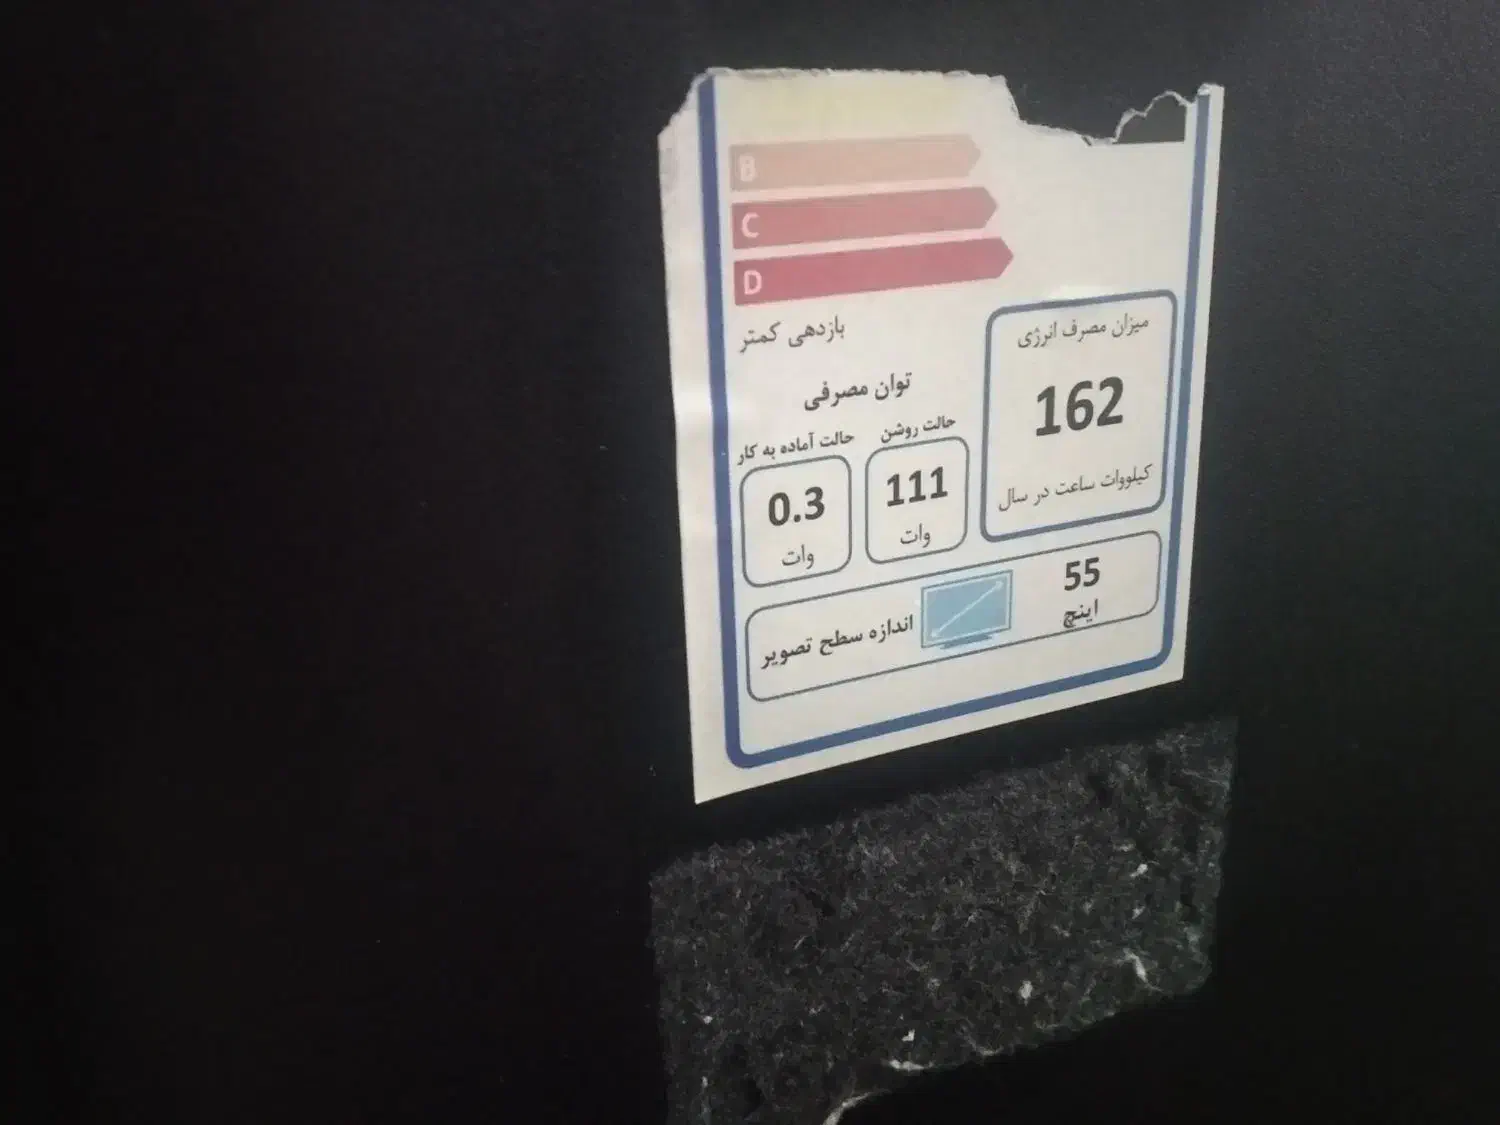 B
C
D
بازدهی کمتر
میزان مصرف انرژی
162
کیلووات ساعت در سال
توان مصرفی
حالت روشن
111
وات
حالت آماده به کار
0.3
وات
55
اینچ
اندازه سطح تصویر